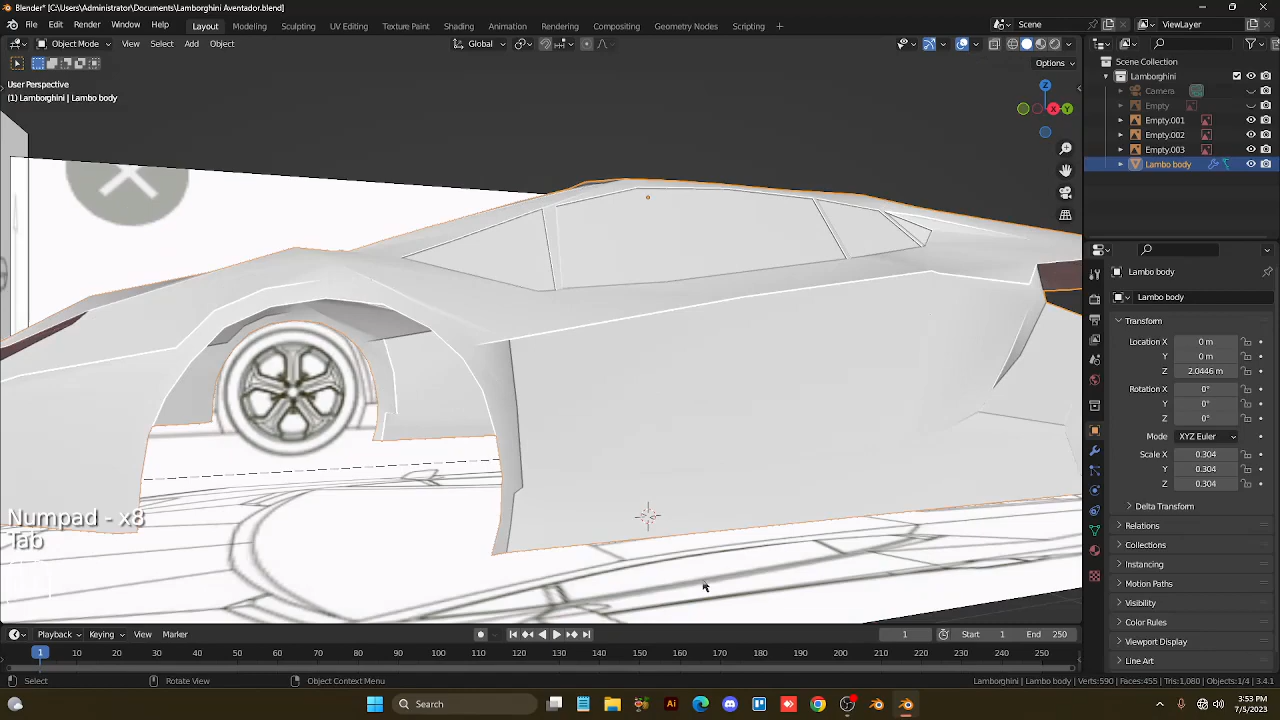 Blender* [C:\Users\Administrator\Documents\Lamborghini Aventador.blend]
File Edit Render Window Help Layout Modeling Sculpting UV Editing Texture Paint Shading Animation Rendering Compositing Geometry Nodes Scripting + Scene ViewLayer
Object Mode View Select Add Object Global
Options
User Perspective
(1) Lamborghini | Lambo body
Z
X
Y
Scene Collection
Lamborghini
Camera
Empty
Empty.001
Empty.002
Empty.003
Lambo body
Lambo body
Lambo body
Transform
Location X 0 m
Y 0 m
Z 2.0446 m
Rotation X 0°
Y 0°
Z 0°
Mode XYZ Euler
Scale X 0.304
Y 0.304
Z 0.304
Delta Transform
Relations
Collections
Instancing
Motion Paths
Visibility
Color Rules
Viewport Display
Line Art
Numpad - x8
Tab
Playback Keying View Marker 1 Start 1 End 250
1 10 20 30 40 50 60 70 80 90 100 110 120 130 140 150 160 170 180 190 200 210 220 230 240 250
Select Rotate View Object Context Menu Lamborghini | Lambo body | Verts:590 | Faces:455 | Tris:1,080 | Objects:1/4 | 3.4.1
Search
Ai
3:53 PM
7/5/2023